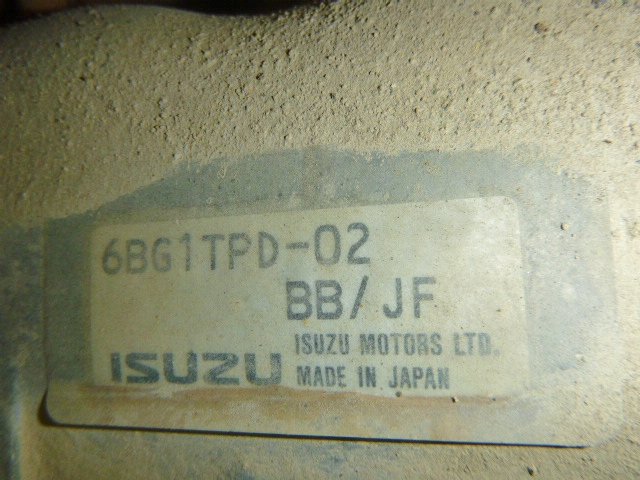 6BG1TPD-02
BB/JF
ISUZU MOTORS LTD.
ISUZU MADE IN JAPAN